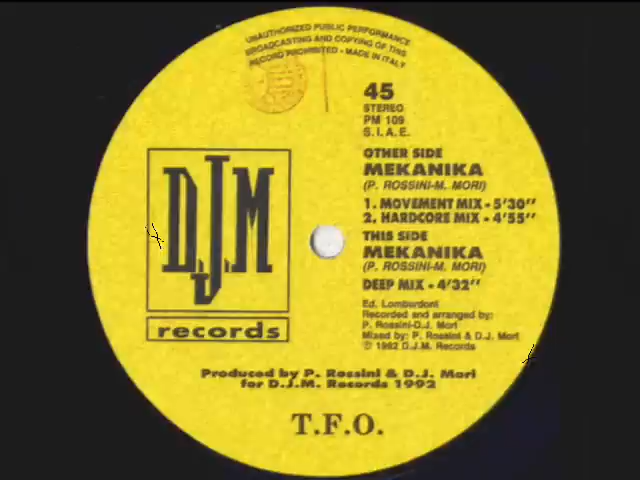 UNAUTHORIZED PUBLIC PERFORMANCE
BROADCASTING AND COPYING OF THIS
RECORD PROHIBITED - MADE IN ITALY
45
STEREO
PM 109
S.I.A.E.
OTHER SIDE
MEKANIKA
(P. ROSSINI-M. MORI)
1. MOVEMENT MIX - 5'30"
2. HARDCORE MIX - 4'55"
THIS SIDE
MEKANIKA
(P. ROSSINI-M. MORI)
DEEP MIX - 4'32"
Ed. Lombardoni
Recorded and arranged by:
P. Rossini-D.J. Mori
Mixed by: P. Rossini & D.J. Mori
© 1992 D.J.M. Records
D.J.M
records
Produced by P. Rossini & D.J. Mori
for D.J.M. Records 1992
T.F.O.